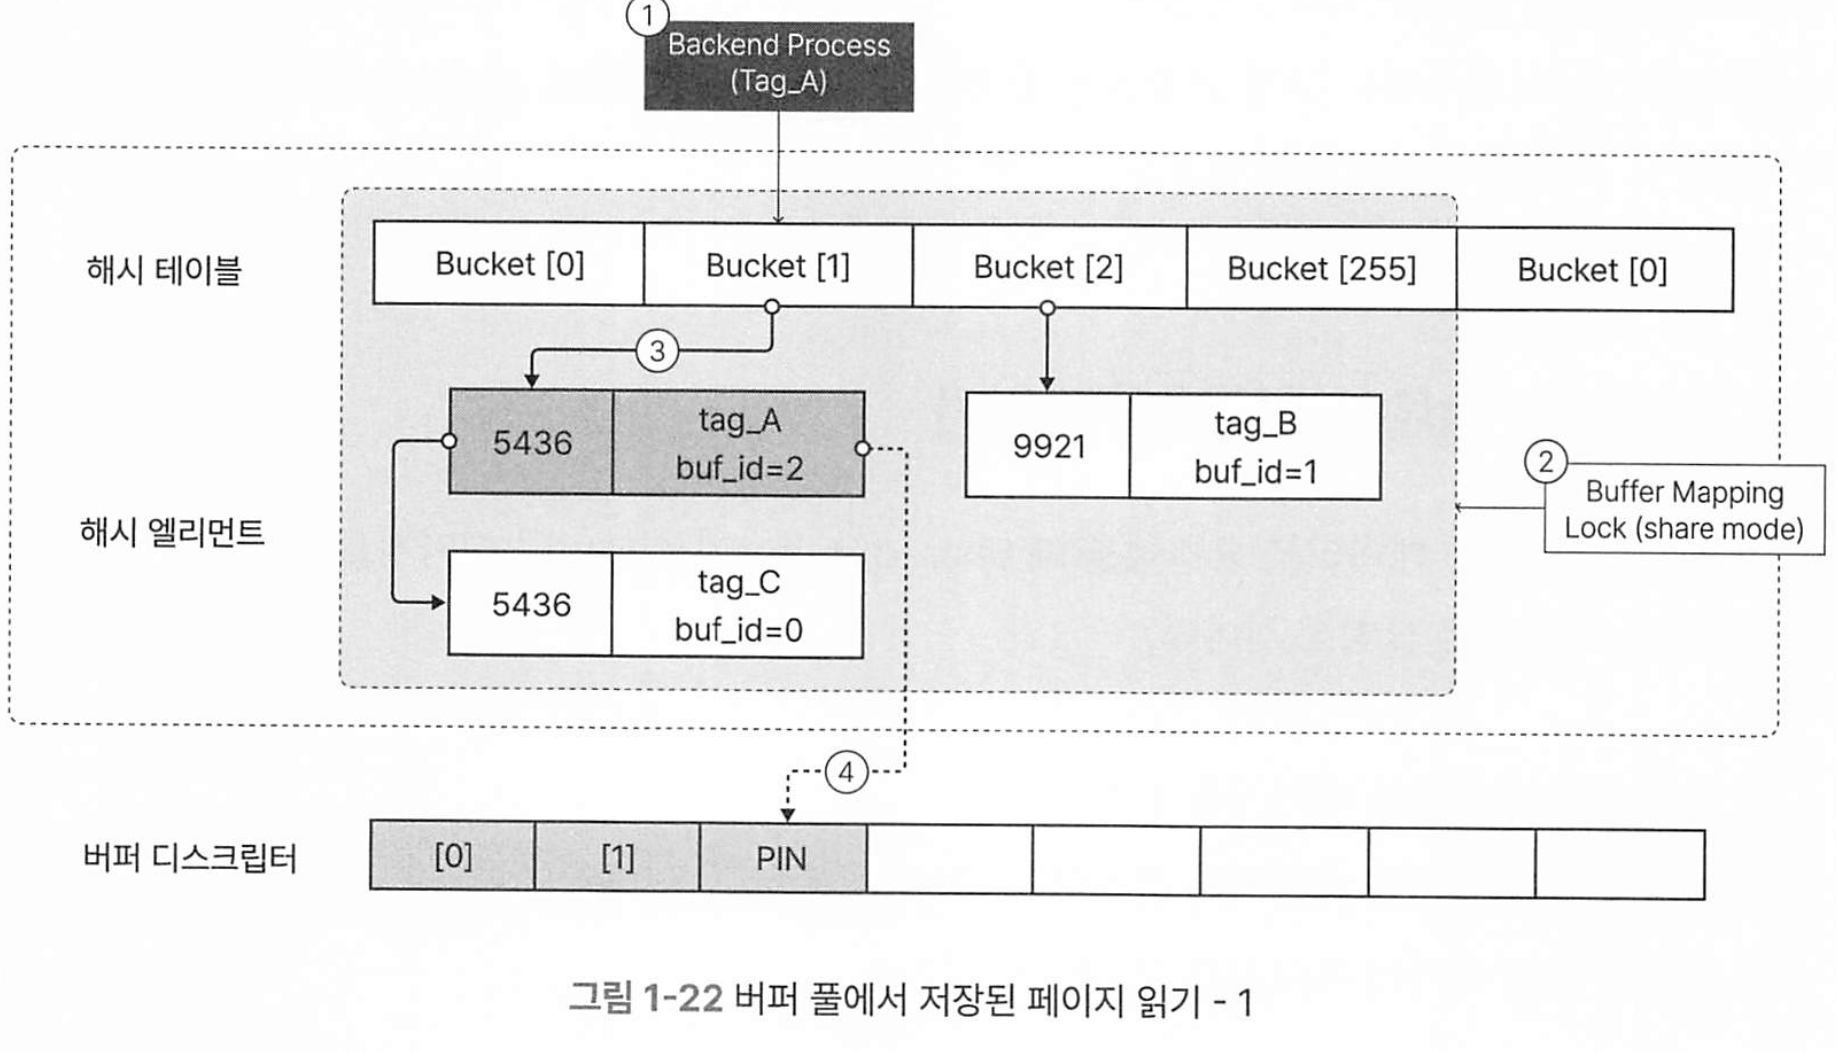 1
Backend Process
(Tag_A)
해시 테이블
Bucket [0]
Bucket [1]
Bucket [2]
Bucket [255]
Bucket [0]
3
5436
tag_A
buf_id=2
9921
tag_B
buf_id=1
2
Buffer Mapping
Lock (share mode)
해시 엘리먼트
5436
tag_C
buf_id=0
4
버퍼 디스크립터
[0]
[1]
PIN
그림 1-22 버퍼 풀에서 저장된 페이지 읽기 - 1